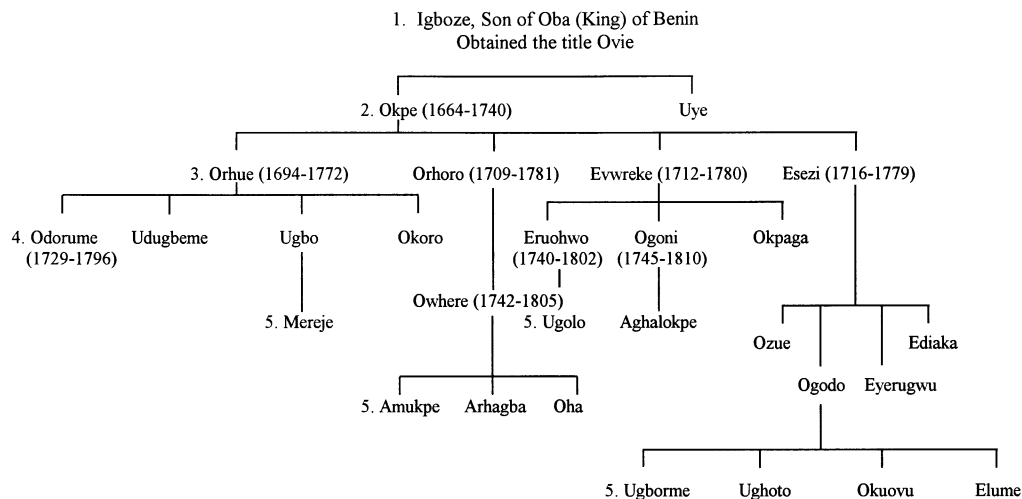 1. Igboze, Son of Oba (King) of Benin
Obtained the title Ovie
2. Okpe (1664-1740) Uye
3. Orhue (1694-1772) Orhoro (1709-1781) Evwreke (1712-1780) Esezi (1716-1779)
4. Odorume Udugbeme Ugbo Okoro Eruohwo Ogoni Okpaga
(1729-1796) (1740-1802) (1745-1810)
Owhere (1742-1805)
5. Mereje 5. Ugolo Aghalokpe
Ozue Ediaka
Ogodo Eyerugwu
5. Amukpe Arhagba Oha
5. Ugborme Ughoto Okuovu Elume